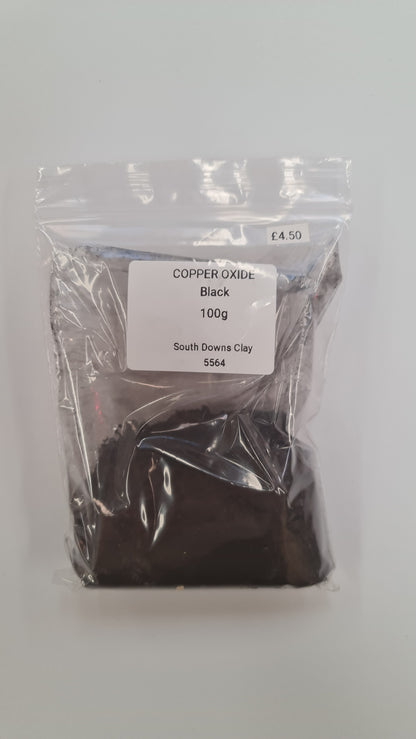 £4.50
COPPER OXIDE
Black
100g
South Downs Clay
5564